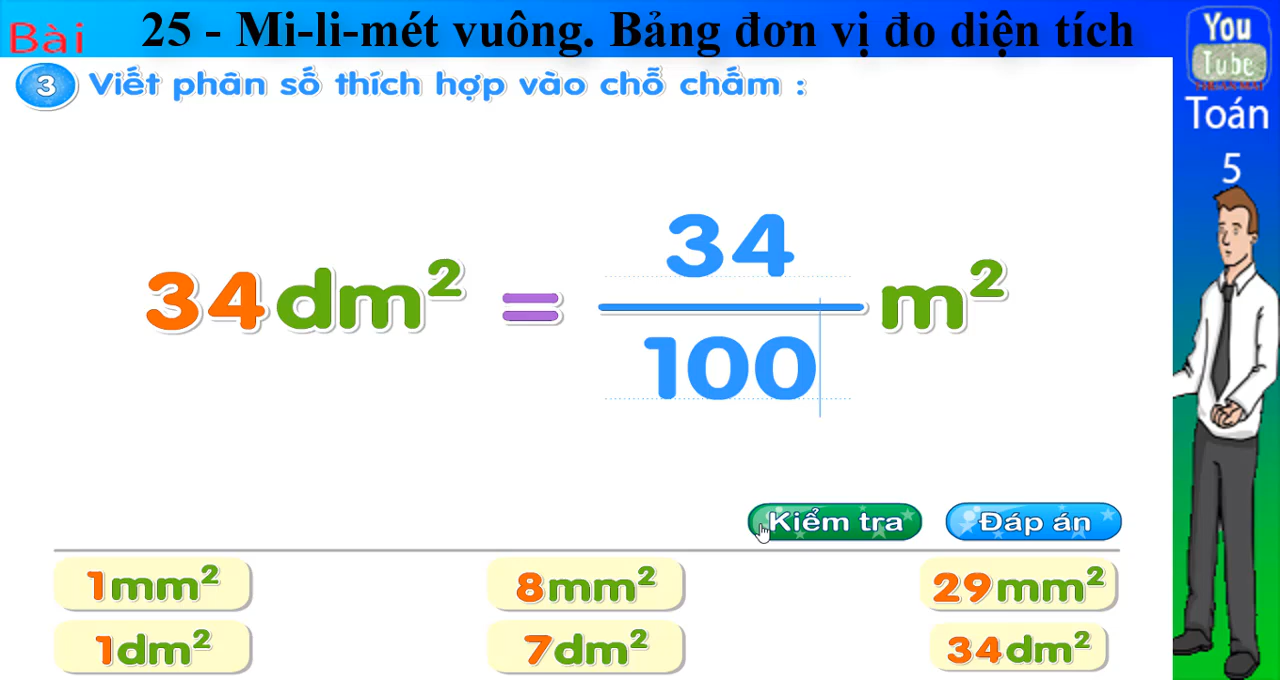 Bài 25 - Mi-li-mét vuông. Bảng đơn vị đo diện tích
You
Tube
Toán
5
3 Viết phân số thích hợp vào chỗ chấm :
34dm² = 34/100 m²
Kiểm tra Đáp án
1mm² 8mm² 29mm²
1dm² 7dm² 34dm²